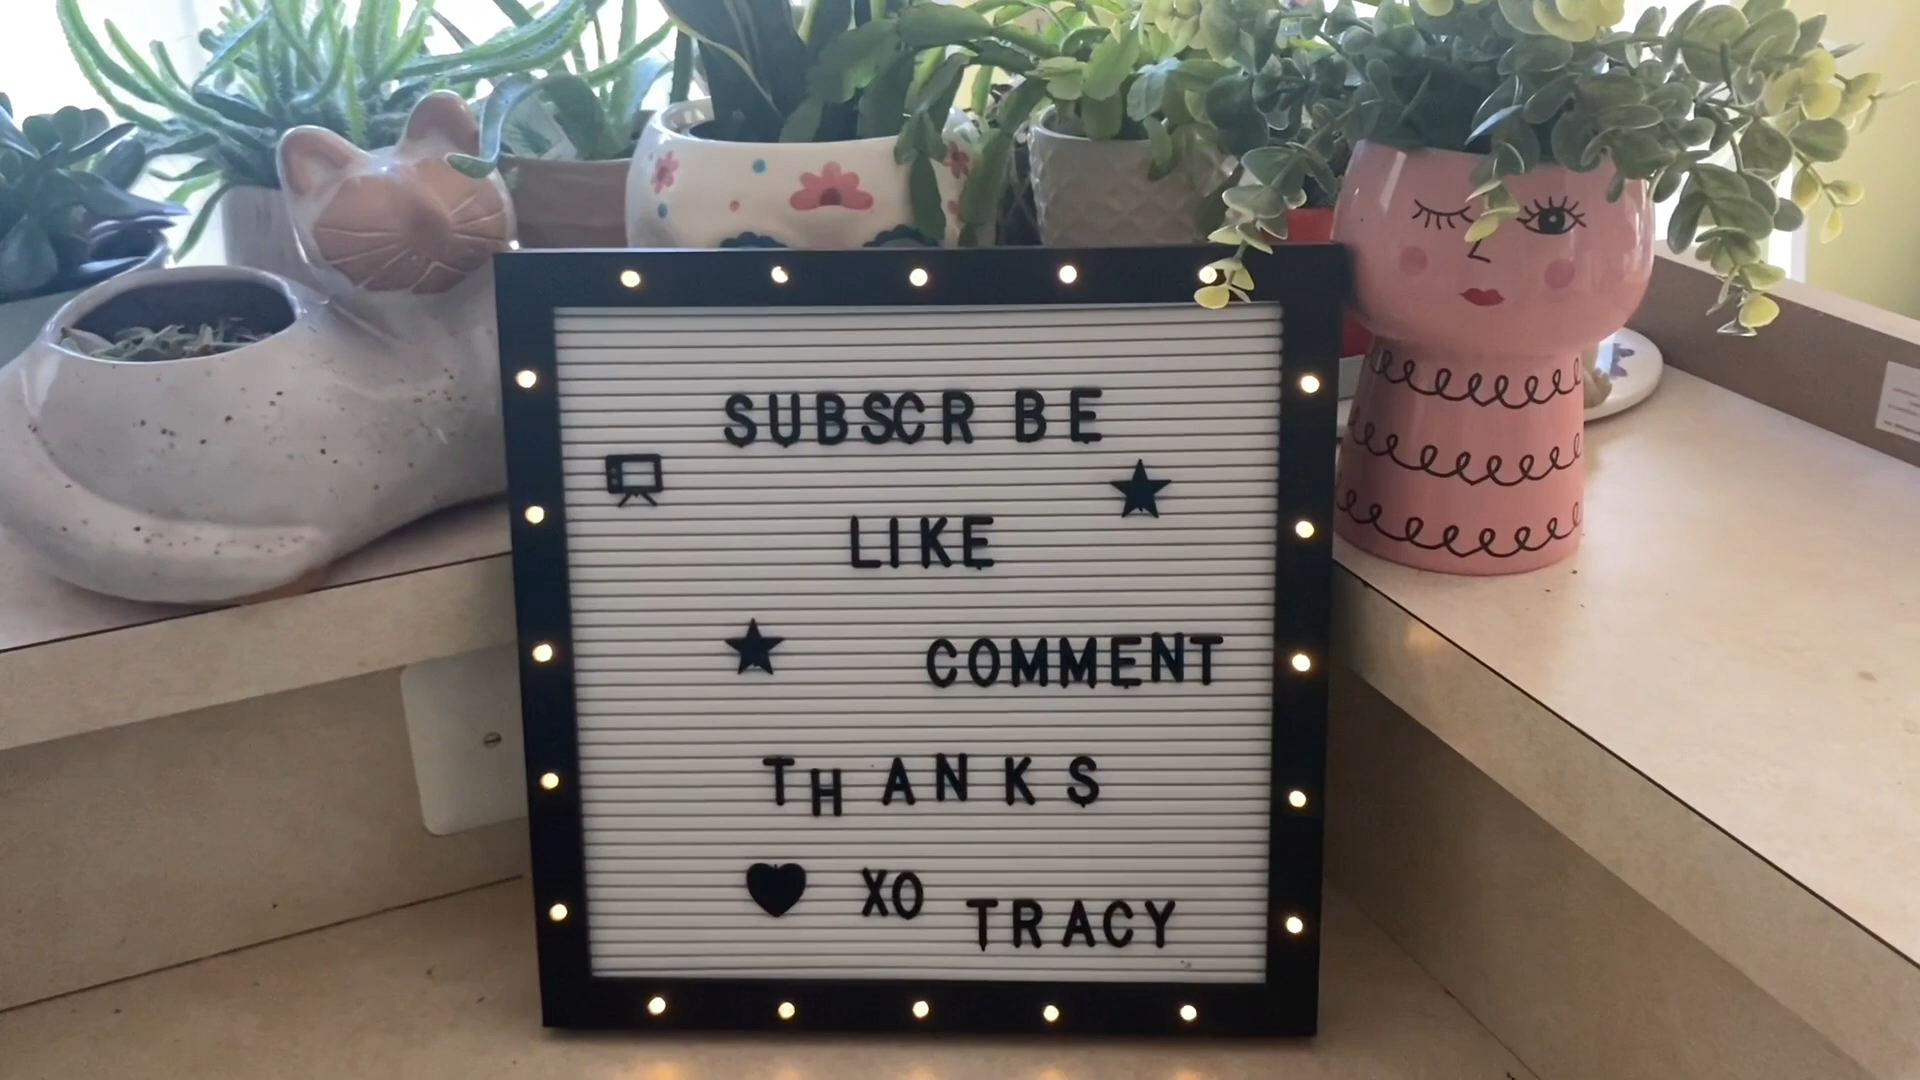 SUBSCR BE
LIKE
COMMENT
THANKS
XO TRACY